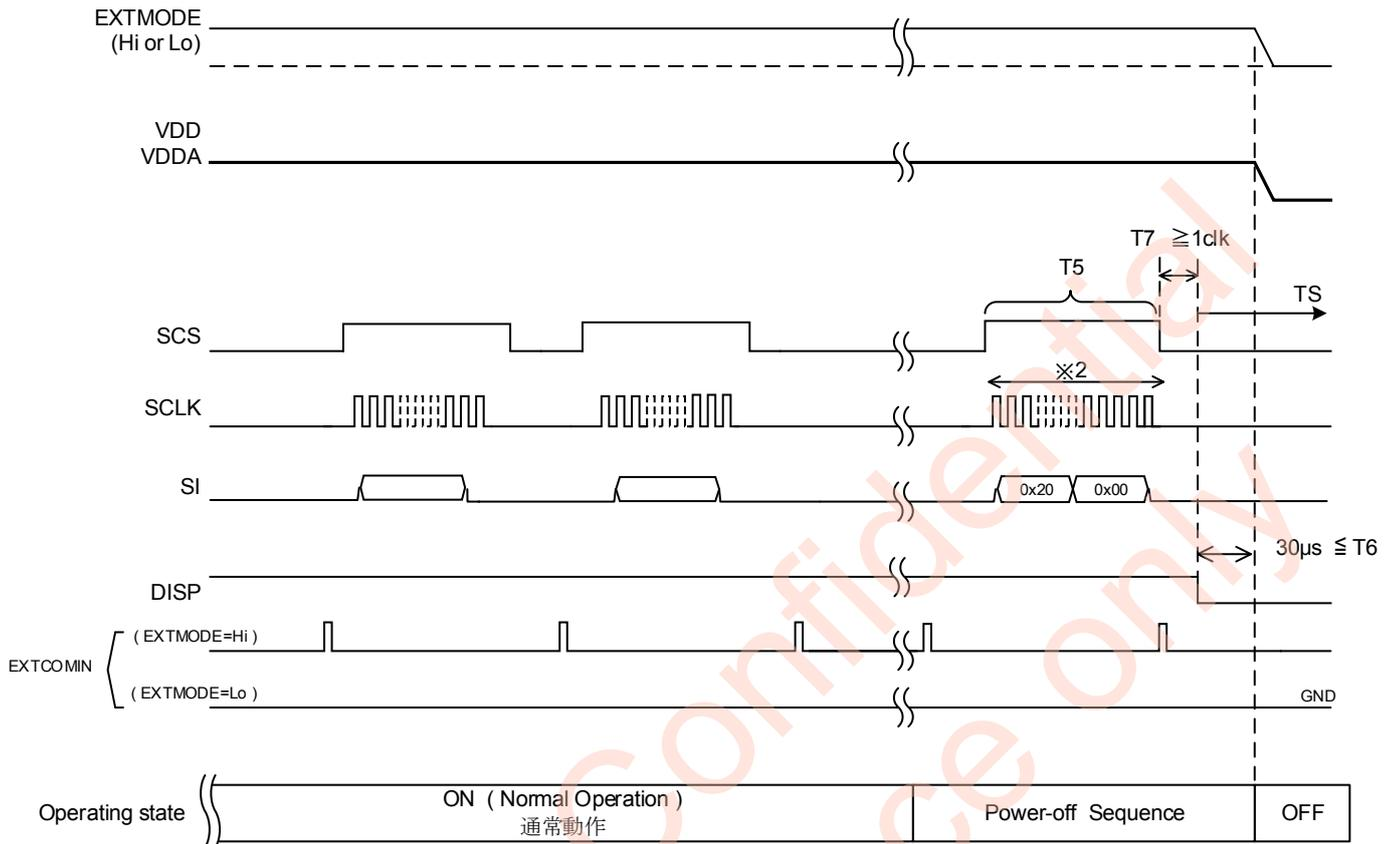 EXTMODE
(Hi or Lo)
VDD
VDDA
T7 ≧1clk
T5
TS
SCS
※2
SCLK
SI
0x20
0x00
30µs ≦T6
DISP
EXTCOMIN
( EXTMODE=Hi )
( EXTMODE=Lo )
GND
Operating state
ON ( Normal Operation )
通常動作
Power-off Sequence
OFF
Confidential
ce only